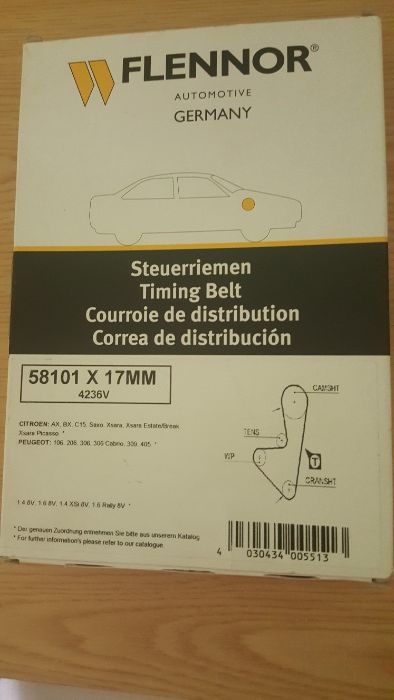 FLENNOR®
AUTOMOTIVE
GERMANY
Steuerriemen
Timing Belt
Courroie de distribution
Correa de distribución
58101 X 17MM
4236V
CITROEN: AX, BX, C15, Saxo, Xsara, Xsara Estate/Break
Xsara Picasso *
PEUGEOT: 106, 206, 306, 306 Cabrio, 309, 405 *
CAMSHT
TENS
W/P
T
CRANSHT
1.4 8V, 1.6 8V, 1.4 XSi 8V, 1.6 Rally 8V *
* Der genauen Zuordnung entnehmen Sie bitte aus unserem Katalog
* For further information's please refer to our catalogue.
4 030434 005513